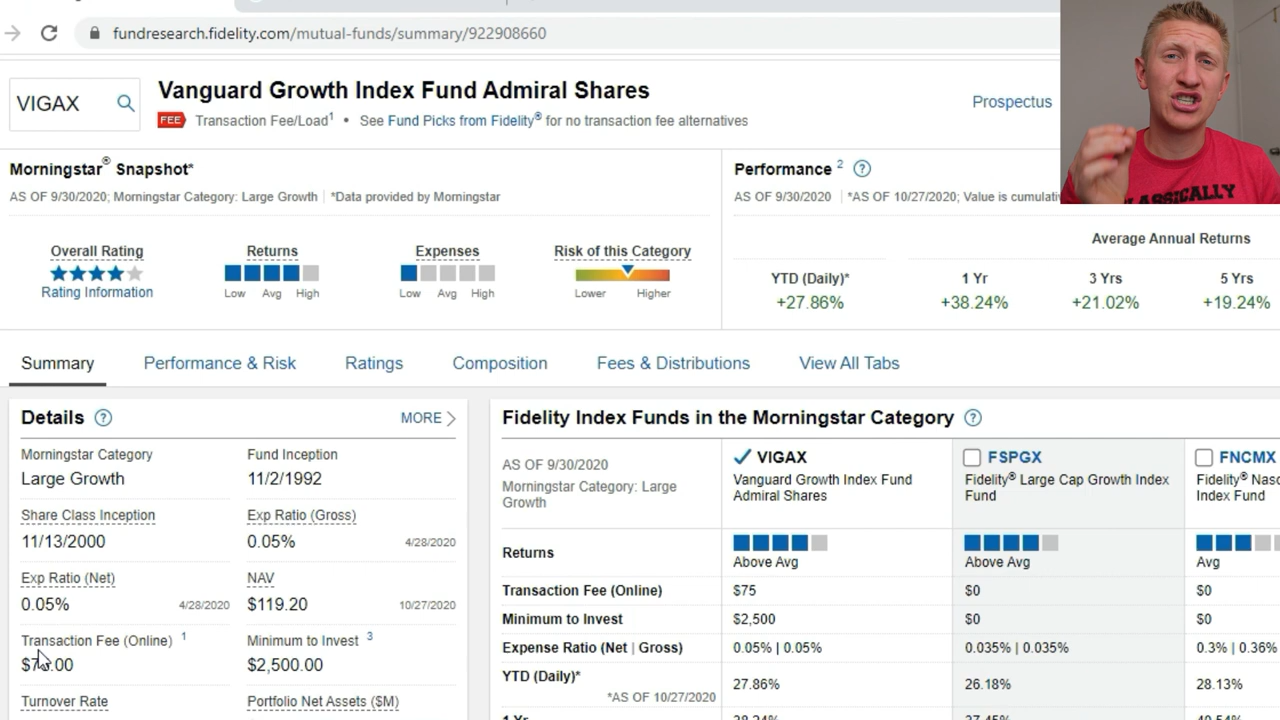 fundresearch.fidelity.com/mutual-funds/summary/922908660
VIGAX
Vanguard Growth Index Fund Admiral Shares
FEE Transaction Fee/Load1 • See Fund Picks from Fidelity® for no transaction fee alternatives
Prospectus
Morningstar® Snapshot*
AS OF 9/30/2020; Morningstar Category: Large Growth *Data provided by Morningstar
Overall Rating
Rating Information
Returns
Low Avg High
Expenses
Low Avg High
Risk of this Category
Lower Higher
Performance 2 ?
AS OF 9/30/2020 *AS OF 10/27/2020; Value is
Average Annual Returns
YTD (Daily)* 1 Yr 3 Yrs 5 Yrs
+27.86% +38.24% +21.02% +19.24%
Summary Performance & Risk Ratings Composition Fees & Distributions View All Tabs
Details ? MORE
Morningstar Category Fund Inception
Large Growth 11/2/1992
Share Class Inception Exp Ratio (Gross)
11/13/2000 0.05% 4/28/2020
Exp Ratio (Net) NAV
0.05% 4/28/2020 $119.20 10/27/2020
Transaction Fee (Online) 1 Minimum to Invest 3
$75.00 $2,500.00
Turnover Rate Portfolio Net Assets ($M)
Fidelity Index Funds in the Morningstar Category ?
AS OF 9/30/2020
Morningstar Category: Large
Growth
VIGAX
Vanguard Growth Index Fund
Admiral Shares
FSPGX
Fidelity® Large Cap Growth Index
Fund
FNCMX
Fidelity®
Index Fund
Returns Above Avg Above Avg Avg
Transaction Fee (Online) $75 $0 $0
Minimum to Invest $2,500 $0 $0
Expense Ratio (Net | Gross) 0.05% | 0.05% 0.035% | 0.035% 0.3% | 0.36%
YTD (Daily)* 27.86% 26.18% 28.13%
*AS OF 10/27/2020
1 Yr 38.24% 37.45%
CLASSICALLY